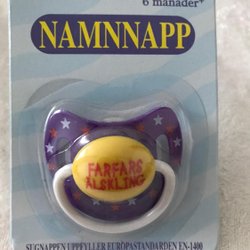 6 månader+
NAMNNAPP
FARFARS
ÄLSKLING
SUGNAPPEN UPPFYLLER EUROPASTANDARDEN EN-1400